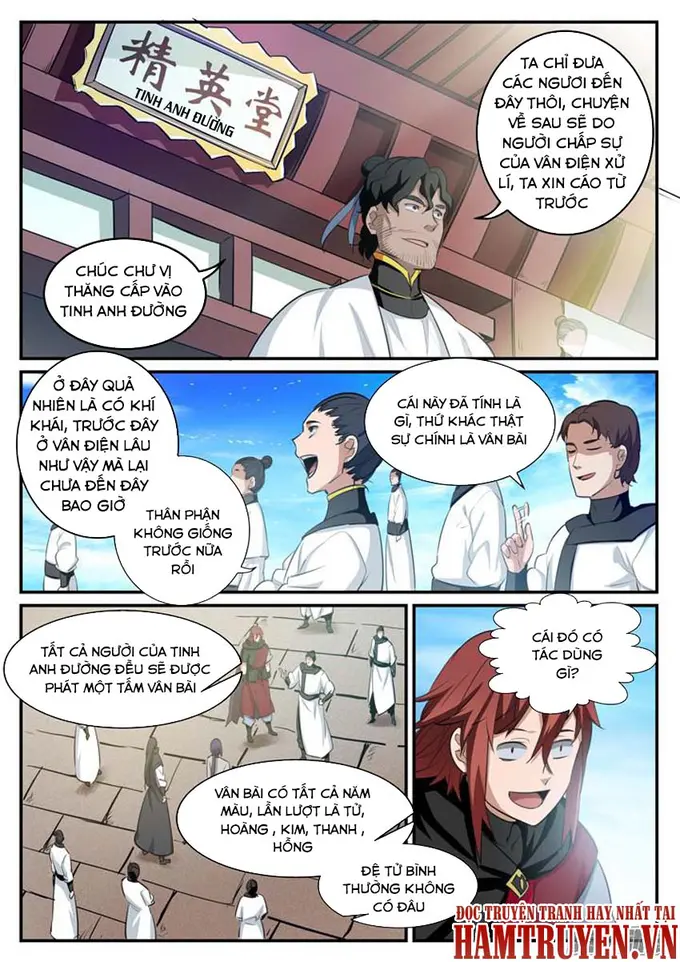 精英堂
TINH ANH ĐƯỜNG
TA CHỈ ĐƯA
CÁC NGƯƠI ĐẾN
ĐÂY THÔI, CHUYỆN
VỀ SAU SẼ DO
NGƯỜI CHẤP SỰ
CỦA VÂN ĐIỆN XỬ
LÍ, TA XIN CÁO TỪ
TRƯỚC
CHÚC CHƯ VỊ
THĂNG CẤP VÀO
TINH ANH ĐƯỜNG
Ở ĐÂY QUẢ
NHIÊN LÀ CÓ KHÍ
KHÁI, TRƯỚC ĐÂY
Ở VÂN ĐIỆN LÂU
NHƯ VẬY MÀ LẠI
CHƯA ĐẾN ĐÂY
BAO GIỜ
THÂN PHẬN
KHÔNG GIỐNG
TRƯỚC NỮA
RỒI
CÁI NÀY ĐÃ TÍNH LÀ
GÌ, THỨ KHÁC THẬT
SỰ CHÍNH LÀ VÂN BÀI
TẤT CẢ NGƯỜI CỦA TINH
ANH ĐƯỜNG ĐỀU SẼ ĐƯỢC
PHÁT MỘT TẤM VÂN BÀI
VÂN BÀI CÓ TẤT CẢ NĂM
MÀU, LẦN LƯỢT LÀ TỬ,
HOÀNG , KIM, THANH ,
HỒNG
ĐỆ TỬ BÌNH
THƯỜNG KHÔNG
CÓ ĐÂU
CÁI ĐÓ CÓ
TÁC DÙNG
GÌ?
ĐỌC TRUYỆN TRANH HAY NHẤT TẠI
HAMTRUYEN.VN